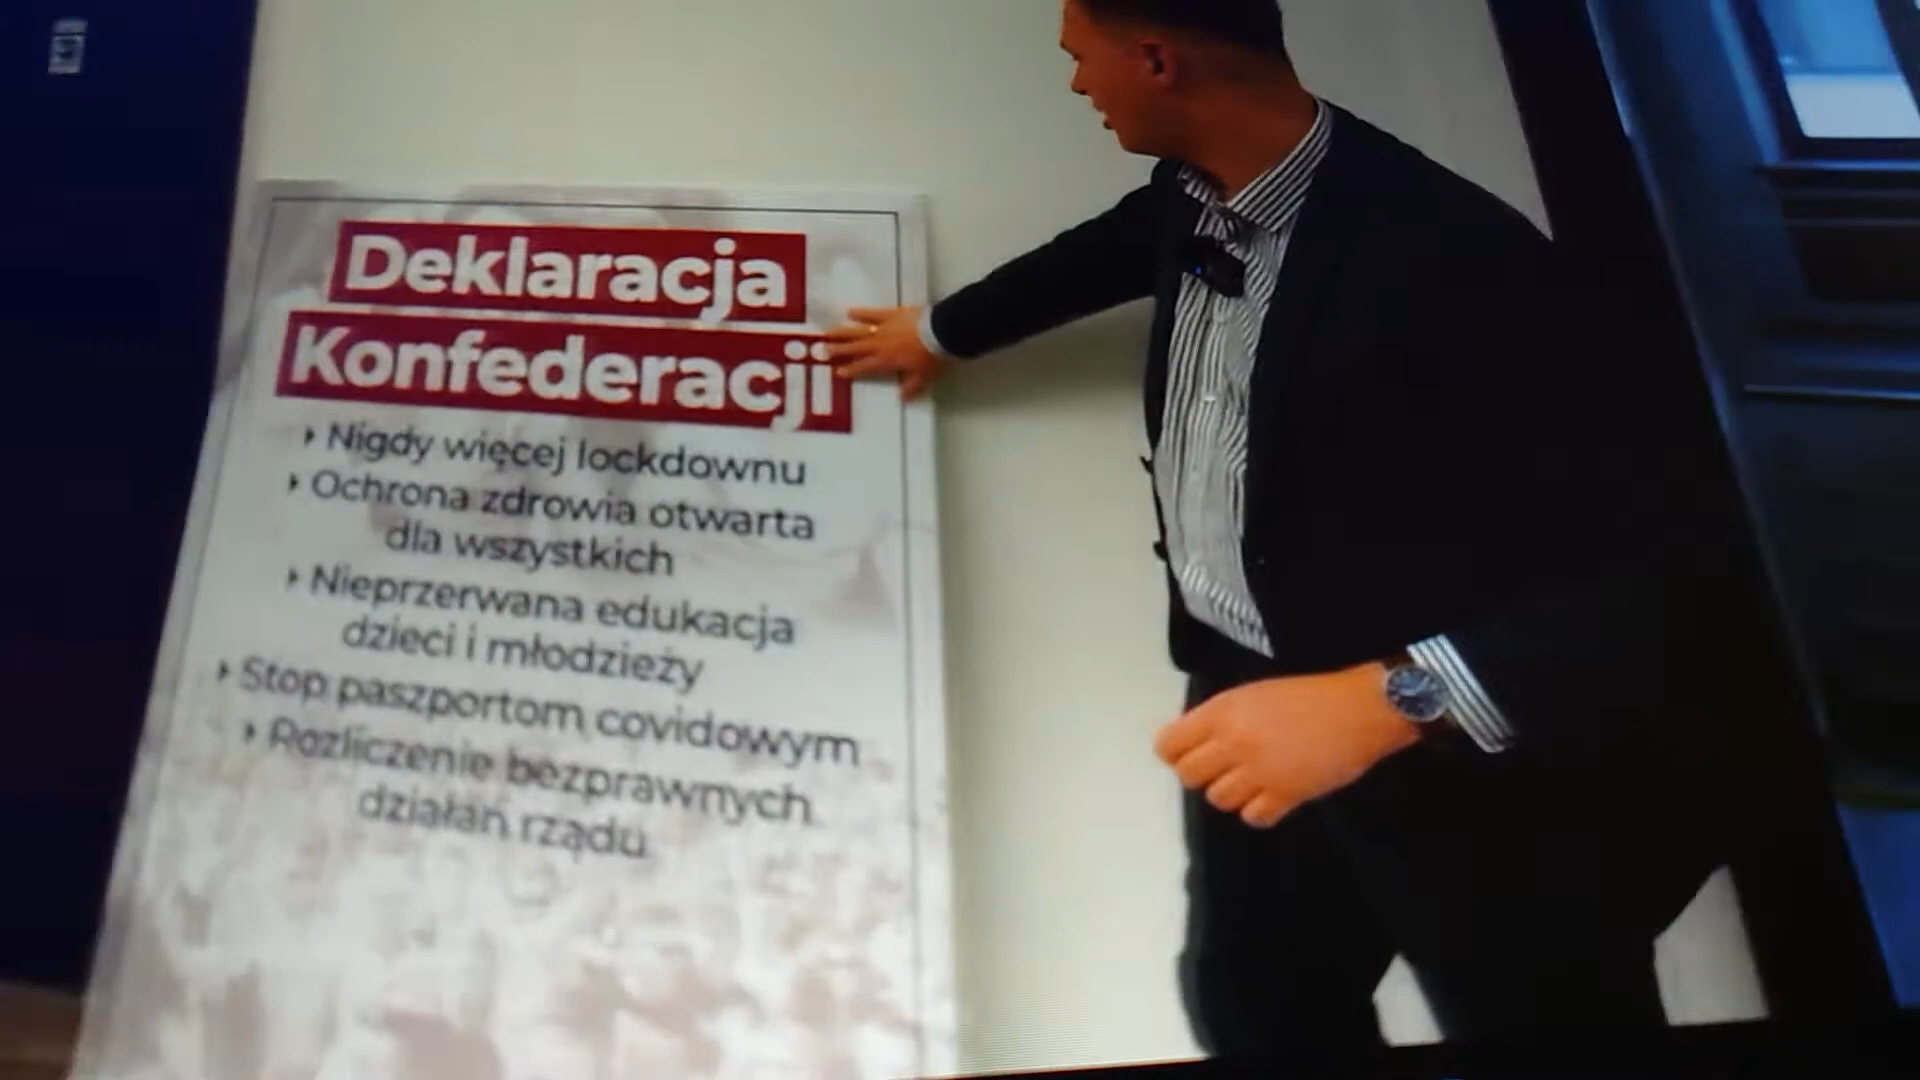 Deklaracja
Konfederacji
Nigdy więcej lockdownu
Ochrona zdrowia otwarta
dla wszystkich
Nieprzerwana edukacja
dzieci i młodzieży
Stop paszportom covidowym
Rozliczenie bezprawnych
działań rządu